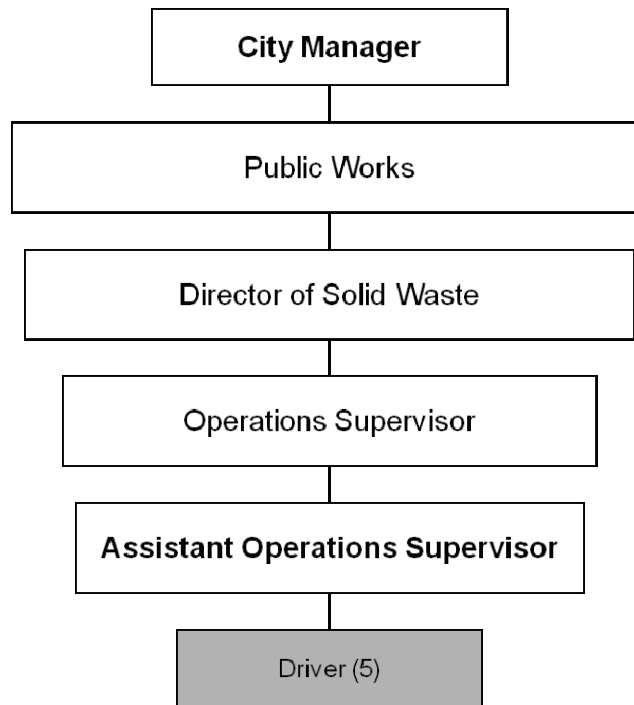 City Manager
Public Works
Director of Solid Waste
Operations Supervisor
Assistant Operations Supervisor
Driver (5)